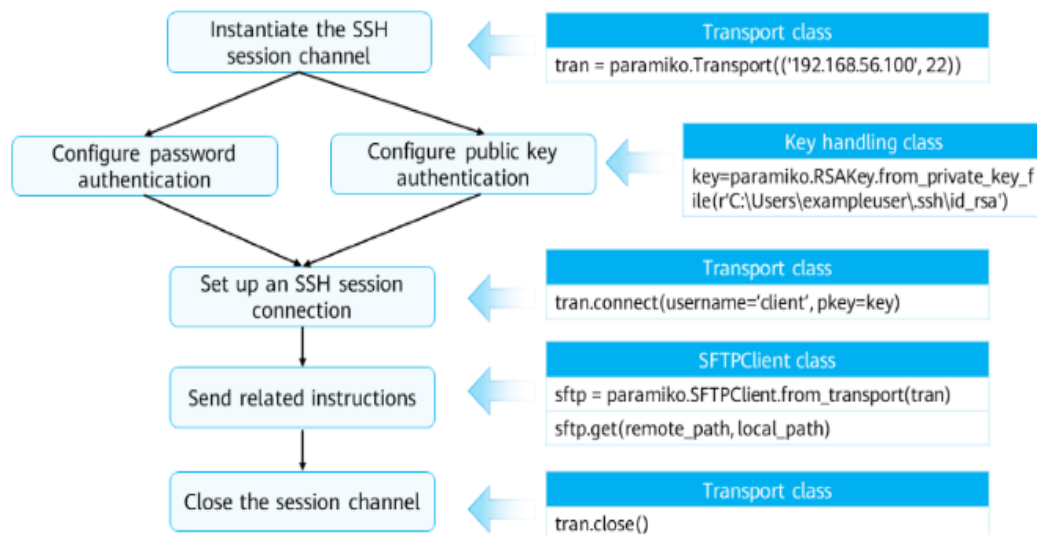 Instantiate the SSH
session channel
Transport class
tran = paramiko.Transport(('192.168.56.100', 22))
Configure password
authentication
Configure public key
authentication
Key handling class
key=paramiko.RSAKey.from_private_key_f
ile(r'C:\Users\exampleuser\.ssh\id_rsa')
Set up an SSH session
connection
Transport class
tran.connect(username=‘client’, pkey=key)
Send related instructions
SFTPClient class
sftp = paramiko.SFTPClient.from_transport(tran)
sftp.get(remote_path, local_path)
Close the session channel
Transport class
tran.close()